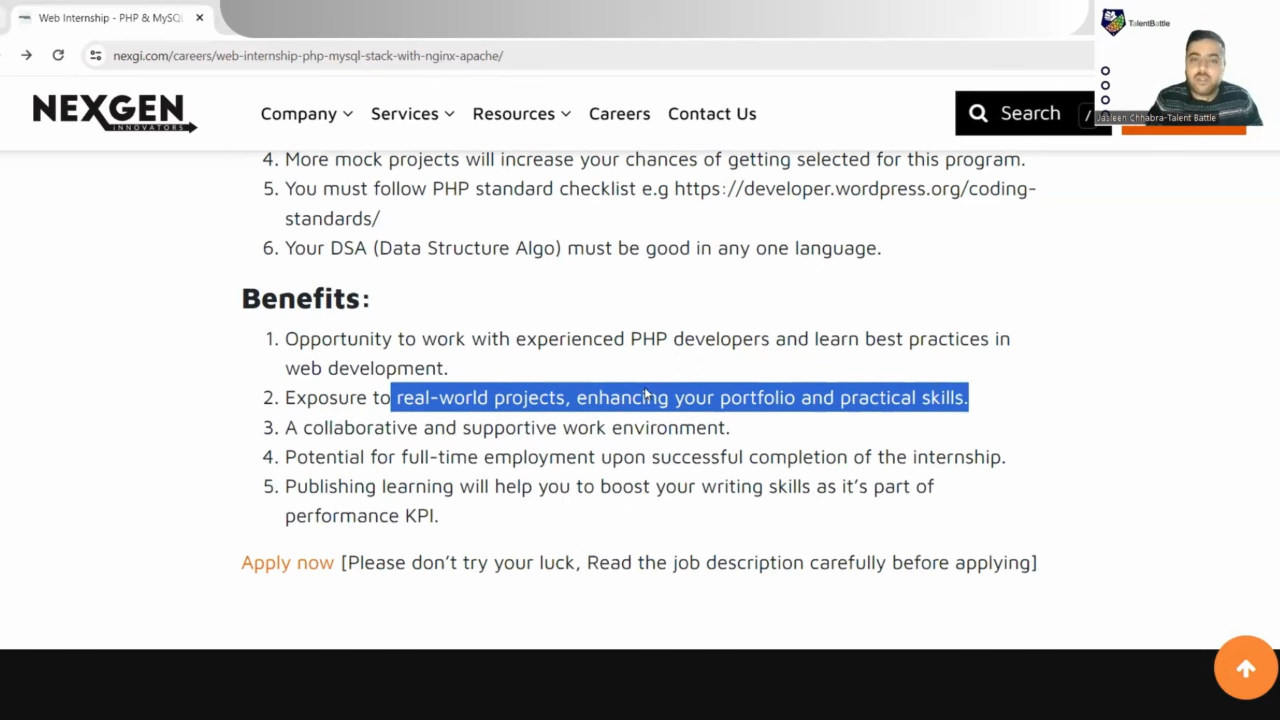 Web Internship - PHP & MySQL
TalentBattle
nexgi.com/careers/web-internship-php-mysql-stack-with-nginx-apache/
NEXGEN
INNOVATORS
Company Services Resources Careers Contact Us
Search /
Jasleen Chhabra-Talent Battle
4. More mock projects will increase your chances of getting selected for this program.
5. You must follow PHP standard checklist e.g https://developer.wordpress.org/coding-
standards/
6. Your DSA (Data Structure Algo) must be good in any one language.
Benefits:
1. Opportunity to work with experienced PHP developers and learn best practices in
web development.
2. Exposure to real-world projects, enhancing your portfolio and practical skills.
3. A collaborative and supportive work environment.
4. Potential for full-time employment upon successful completion of the internship.
5. Publishing learning will help you to boost your writing skills as it’s part of
performance KPI.
Apply now [Please don’t try your luck, Read the job description carefully before applying]